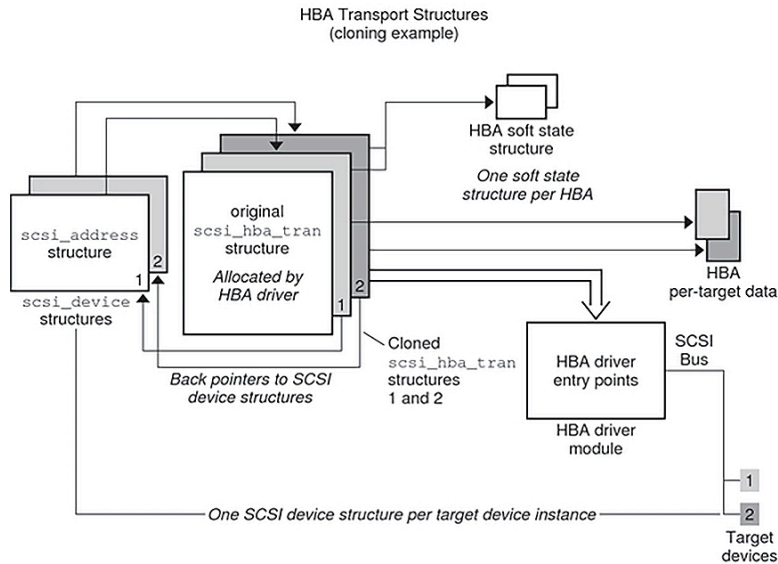 HBA Transport Structures
(cloning example)
HBA soft state
structure
One soft state
structure per HBA
original
scsi_hba_tran
structure
Allocated by
HBA driver
1
2
scsi_address
structure
1
2
scsi_device
structures
HBA
per-target data
Back pointers to SCSI
device structures
Cloned
scsi_hba_tran
structures
1 and 2
HBA driver
entry points
HBA driver
module
SCSI
Bus
1
2
Target
devices
One SCSI device structure per target device instance